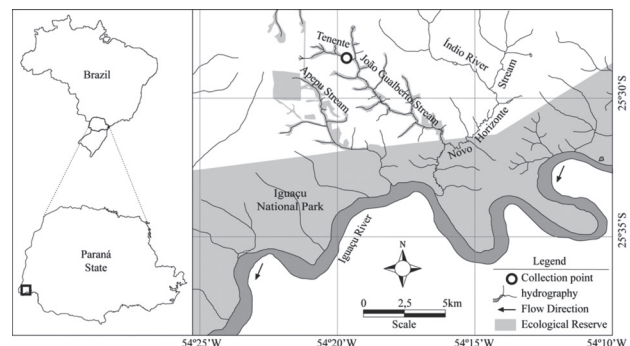 Brazil
Paraná
State
Tenente
João Gualberto Stream
Apepu Stream
Índio River
Stream
Novo Horizonte
Iguaçu
National Park
Iguaçu River
N
0 2,5 5km
Scale
Legend
Collection point
hydrography
Flow Direction
Ecological Reserve
25°30'S
25°35'S
54°25'W 54°20'W 54°15'W 54°10'W